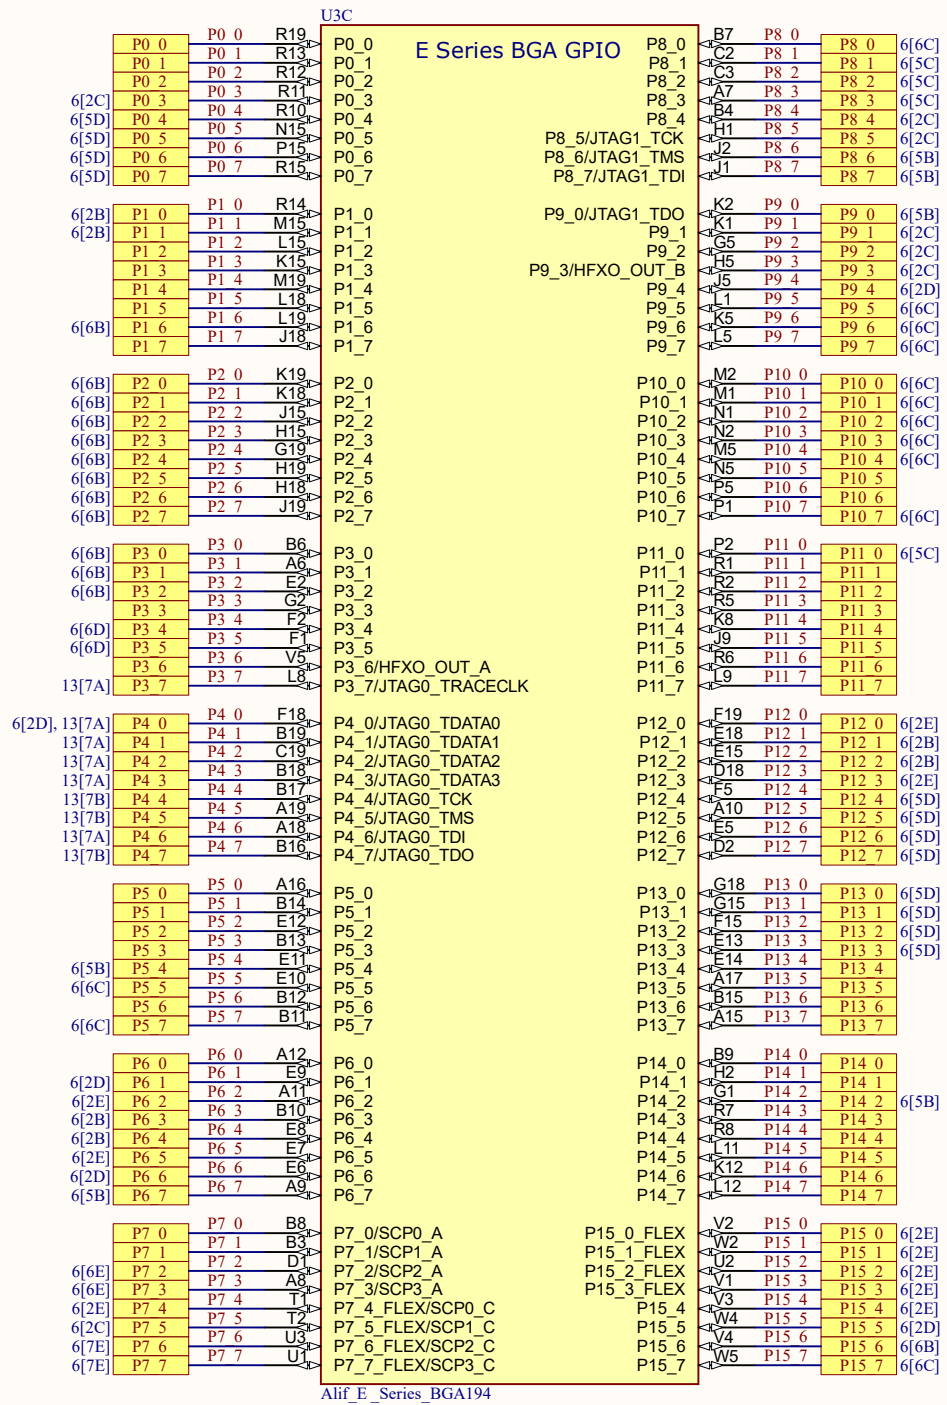 U3C
E Series BGA GPIO
P0_0 P0_0 R19 P0_0 P8_0 B7 P8_0 P8_0 6[6C]
P0_1 P0_1 R13 P0_1 P8_1 C2 P8_1 P8_1 6[5C]
P0_2 P0_2 R12 P0_2 P8_2 C3 P8_2 P8_2 6[5C]
6[2C] P0_3 P0_3 R11 P0_3 P8_3 A7 P8_3 P8_3 6[5C]
6[5D] P0_4 P0_4 R10 P0_4 P8_4 B4 P8_4 P8_4 6[2C]
6[5D] P0_5 P0_5 N15 P0_5 P8_5/JTAG1_TCK H1 P8_5 P8_5 6[2C]
6[5D] P0_6 P0_6 P15 P0_6 P8_6/JTAG1_TMS J2 P8_6 P8_6 6[5B]
6[5D] P0_7 P0_7 R15 P0_7 P8_7/JTAG1_TDI J1 P8_7 P8_7 6[5B]
6[2B] P1_0 P1_0 R14 P1_0 P9_0/JTAG1_TDO K2 P9_0 P9_0 6[5B]
6[2B] P1_1 P1_1 M15 P1_1 P9_1 K1 P9_1 P9_1 6[2C]
P1_2 P1_2 L15 P1_2 P9_2 G5 P9_2 P9_2 6[2C]
P1_3 P1_3 K15 P1_3 P9_3/HFXO_OUT_B H5 P9_3 P9_3 6[2C]
P1_4 P1_4 M19 P1_4 P9_4 J5 P9_4 P9_4 6[2D]
P1_5 P1_5 L18 P1_5 P9_5 L1 P9_5 P9_5 6[6C]
6[6B] P1_6 P1_6 L19 P1_6 P9_6 K5 P9_6 P9_6 6[6C]
P1_7 P1_7 J18 P1_7 P9_7 L5 P9_7 P9_7 6[6C]
6[6B] P2_0 P2_0 K19 P2_0 P10_0 M2 P10_0 P10_0 6[6C]
6[6B] P2_1 P2_1 K18 P2_1 P10_1 M1 P10_1 P10_1 6[6C]
6[6B] P2_2 P2_2 J15 P2_2 P10_2 N1 P10_2 P10_2 6[6C]
6[6B] P2_3 P2_3 H15 P2_3 P10_3 N2 P10_3 P10_3 6[6C]
6[6B] P2_4 P2_4 G19 P2_4 P10_4 M5 P10_4 P10_4 6[6C]
6[6B] P2_5 P2_5 H19 P2_5 P10_5 N5 P10_5 P10_5
6[6B] P2_6 P2_6 H18 P2_6 P10_6 P5 P10_6 P10_6
6[6B] P2_7 P2_7 J19 P2_7 P10_7 P1 P10_7 P10_7 6[6C]
6[6B] P3_0 P3_0 B6 P3_0 P11_0 P2 P11_0 P11_0 6[5C]
6[6B] P3_1 P3_1 A6 P3_1 P11_1 R1 P11_1 P11_1
6[6B] P3_2 P3_2 E2 P3_2 P11_2 R2 P11_2 P11_2
P3_3 P3_3 G2 P3_3 P11_3 R5 P11_3 P11_3
6[6D] P3_4 P3_4 F2 P3_4 P11_4 K8 P11_4 P11_4
6[6D] P3_5 P3_5 F1 P3_5 P11_5 J9 P11_5 P11_5
P3_6 P3_6 V5 P3_6/HFXO_OUT_A P11_6 R6 P11_6 P11_6
13[7A] P3_7 P3_7 L8 P3_7/JTAG0_TRACECLK P11_7 L9 P11_7 P11_7
6[2D], 13[7A] P4_0 P4_0 F18 P4_0/JTAG0_TDATA0 P12_0 F19 P12_0 P12_0 6[2E]
13[7A] P4_1 P4_1 B19 P4_1/JTAG0_TDATA1 P12_1 E18 P12_1 P12_1 6[2B]
13[7A] P4_2 P4_2 C19 P4_2/JTAG0_TDATA2 P12_2 E15 P12_2 P12_2 6[2B]
13[7A] P4_3 P4_3 B18 P4_3/JTAG0_TDATA3 P12_3 D18 P12_3 P12_3 6[2E]
13[7B] P4_4 P4_4 B17 P4_4/JTAG0_TCK P12_4 F5 P12_4 P12_4 6[5D]
13[7B] P4_5 P4_5 A19 P4_5/JTAG0_TMS P12_5 A10 P12_5 P12_5 6[5D]
13[7A] P4_6 P4_6 A18 P4_6/JTAG0_TDI P12_6 E5 P12_6 P12_6 6[5D]
13[7B] P4_7 P4_7 B16 P4_7/JTAG0_TDO P12_7 D2 P12_7 P12_7 6[5D]
P5_0 P5_0 A16 P5_0 P13_0 G18 P13_0 P13_0 6[5D]
P5_1 P5_1 B14 P5_1 P13_1 G15 P13_1 P13_1 6[5D]
P5_2 P5_2 E12 P5_2 P13_2 F15 P13_2 P13_2 6[5D]
P5_3 P5_3 B13 P5_3 P13_3 E13 P13_3 P13_3 6[5D]
6[5B] P5_4 P5_4 E11 P5_4 P13_4 E14 P13_4 P13_4
6[6C] P5_5 P5_5 E10 P5_5 P13_5 A17 P13_5 P13_5
P5_6 P5_6 B12 P5_6 P13_6 B15 P13_6 P13_6
6[6C] P5_7 P5_7 B11 P5_7 P13_7 A15 P13_7 P13_7
P6_0 P6_0 A12 P6_0 P14_0 B9 P14_0 P14_0
6[2D] P6_1 P6_1 E9 P6_1 P14_1 H2 P14_1 P14_1
6[2E] P6_2 P6_2 A11 P6_2 P14_2 G1 P14_2 P14_2 6[5B]
6[2B] P6_3 P6_3 B10 P6_3 P14_3 R7 P14_3 P14_3
6[2B] P6_4 P6_4 E8 P6_4 P14_4 R8 P14_4 P14_4
6[2E] P6_5 P6_5 E7 P6_5 P14_5 L11 P14_5 P14_5
6[2D] P6_6 P6_6 E6 P6_6 P14_6 K12 P14_6 P14_6
6[5B] P6_7 P6_7 A9 P6_7 P14_7 L12 P14_7 P14_7
P7_0 P7_0 B8 P7_0/SCP0_A P15_0_FLEX V2 P15_0 P15_0 6[2E]
P7_1 P7_1 B3 P7_1/SCP1_A P15_1_FLEX W2 P15_1 P15_1 6[2E]
6[6E] P7_2 P7_2 D1 P7_2/SCP2_A P15_2_FLEX U2 P15_2 P15_2 6[2E]
6[6E] P7_3 P7_3 A8 P7_3/SCP3_A P15_3_FLEX V1 P15_3 P15_3 6[2E]
6[2E] P7_4 P7_4 T1 P7_4_FLEX/SCP0_C P15_4 V3 P15_4 P15_4 6[2E]
6[2C] P7_5 P7_5 T2 P7_5_FLEX/SCP1_C P15_5 W4 P15_5 P15_5 6[2D]
6[7E] P7_6 P7_6 U3 P7_6_FLEX/SCP2_C P15_6 V4 P15_6 P15_6 6[6B]
6[7E] P7_7 P7_7 U1 P7_7_FLEX/SCP3_C P15_7 W5 P15_7 P15_7 6[6C]
Alif_E _Series_BGA194